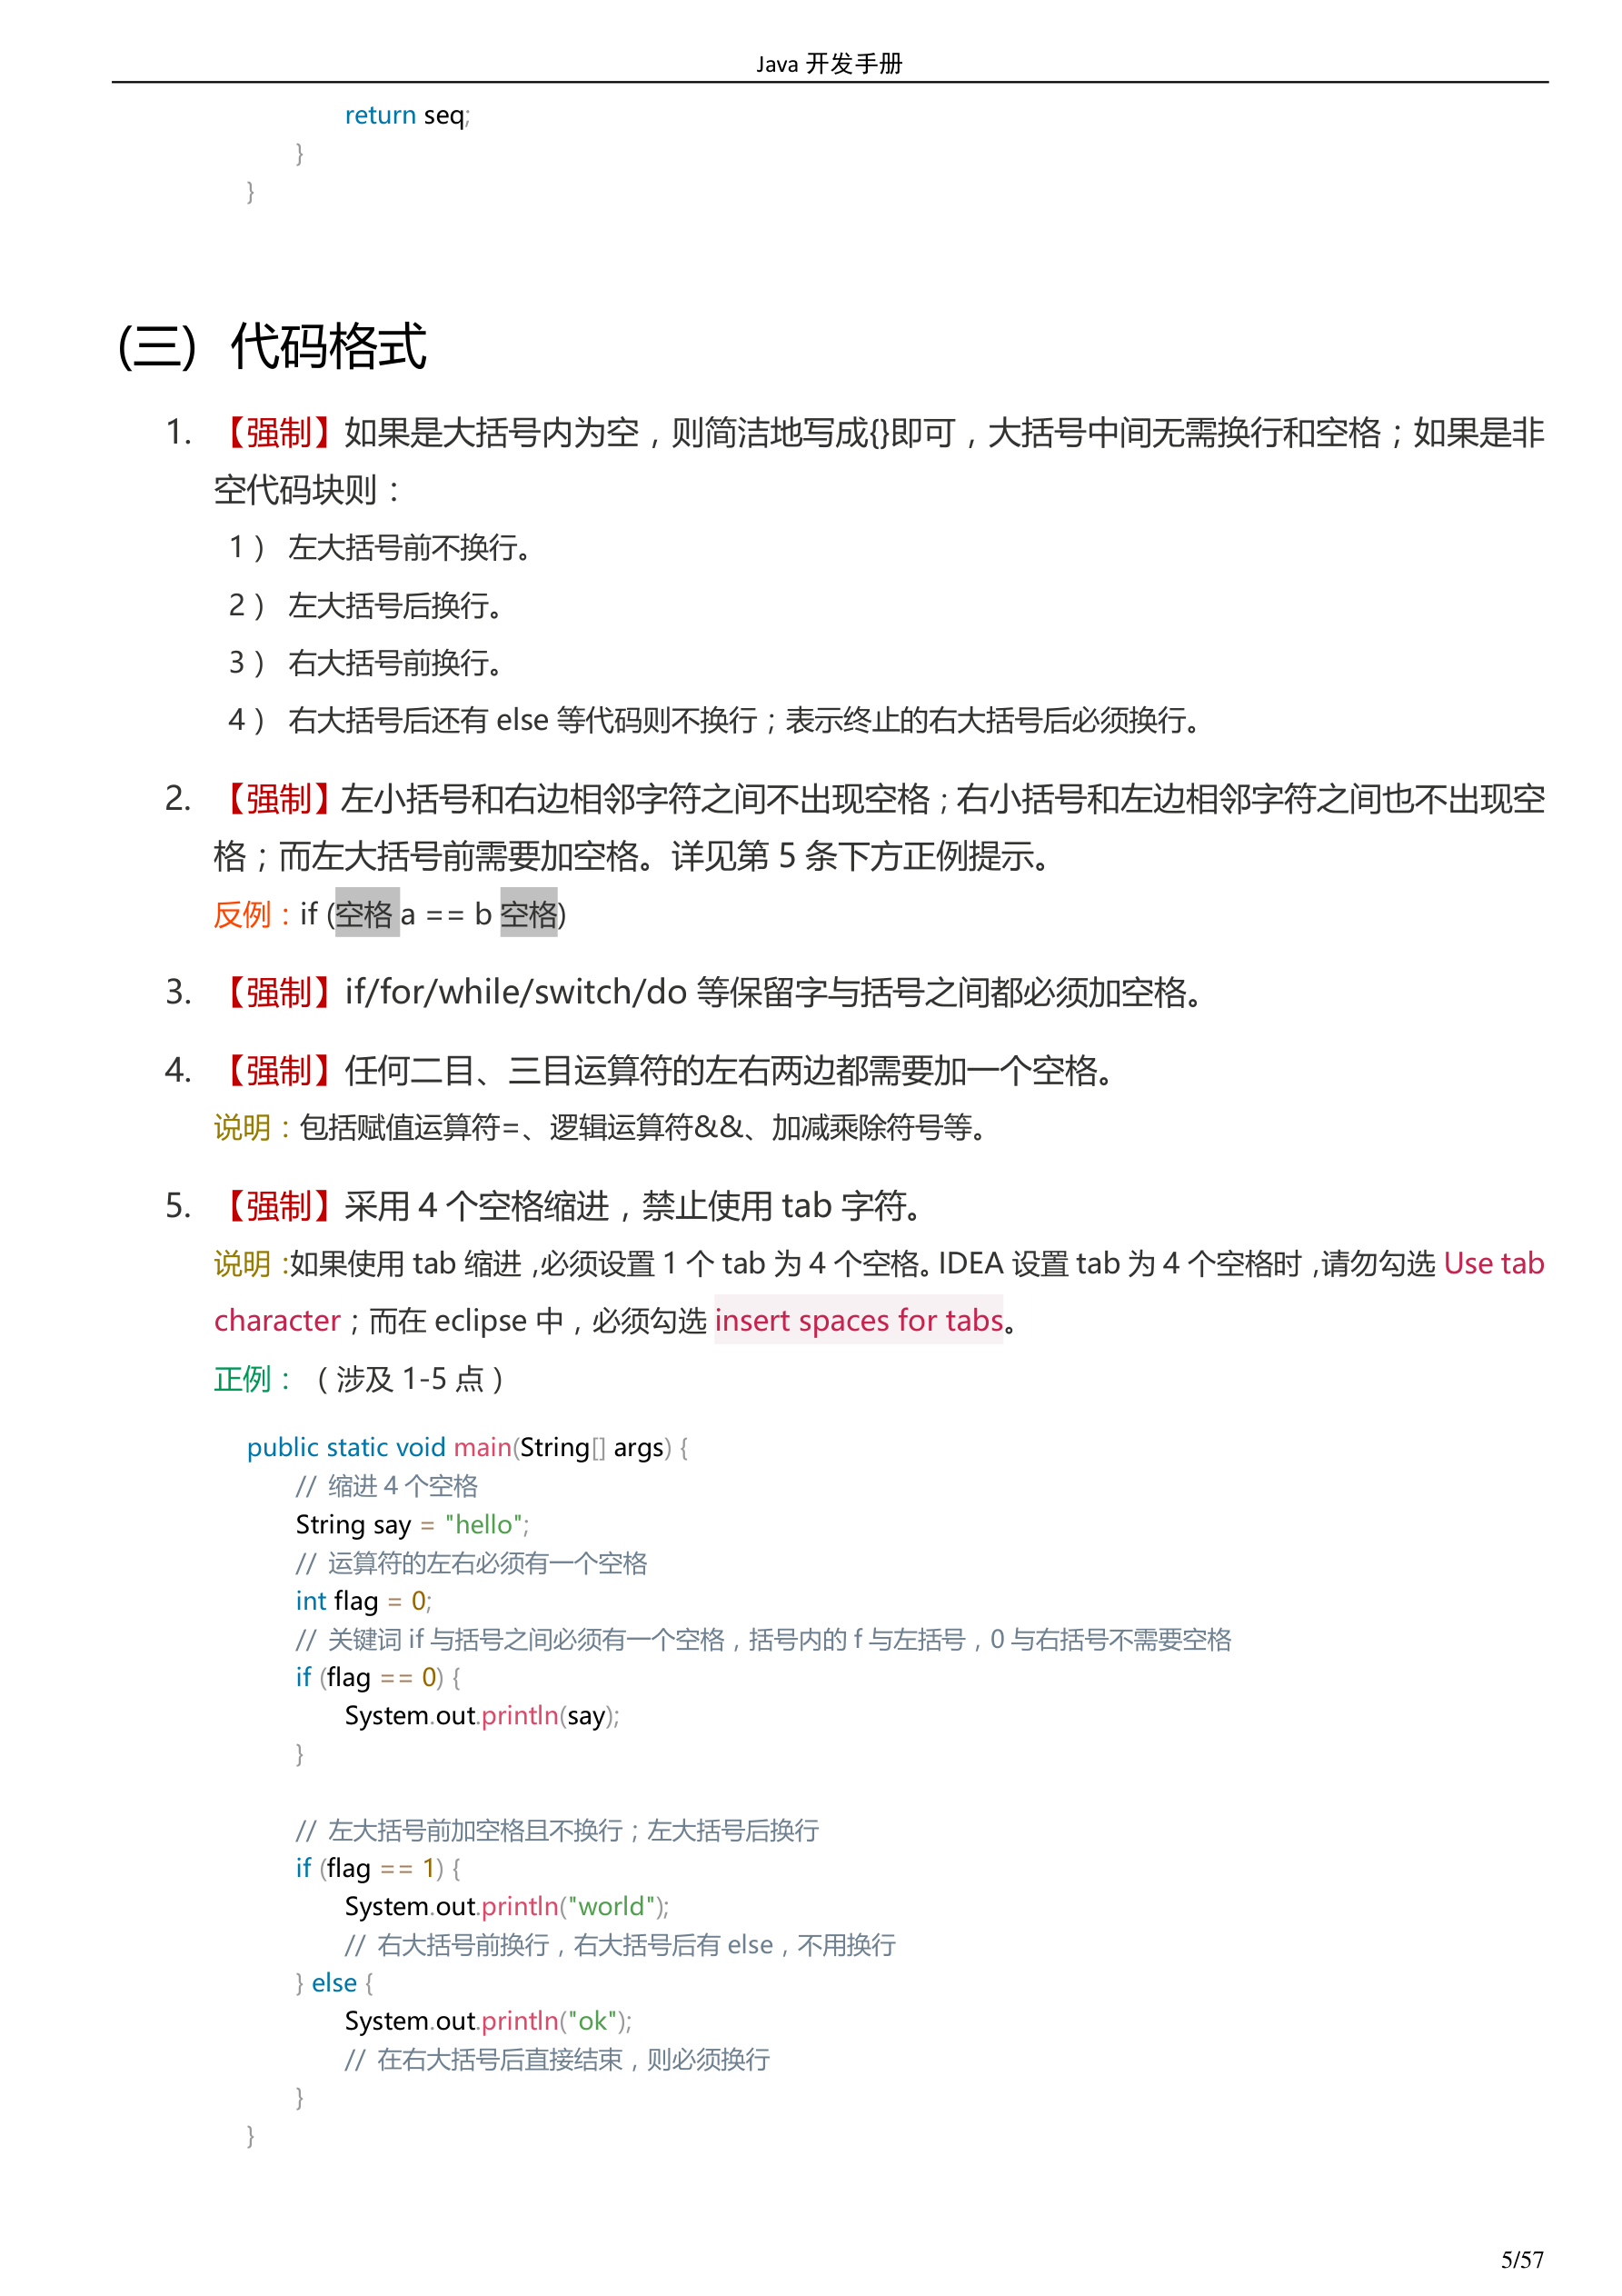 Java 开发手册
return seq;
}
}
(三) 代码格式
1. 【强制】如果是大括号内为空，则简洁地写成{}即可，大括号中间无需换行和空格；如果是非
空代码块则：
1） 左大括号前不换行。
2） 左大括号后换行。
3） 右大括号前换行。
4） 右大括号后还有 else 等代码则不换行；表示终止的右大括号后必须换行。
2. 【强制】左小括号和右边相邻字符之间不出现空格；右小括号和左边相邻字符之间也不出现空
格；而左大括号前需要加空格。详见第 5 条下方正例提示。
反例：if (空格 a == b 空格)
3. 【强制】if/for/while/switch/do 等保留字与括号之间都必须加空格。
4. 【强制】任何二目、三目运算符的左右两边都需要加一个空格。
说明：包括赋值运算符=、逻辑运算符&&、加减乘除符号等。
5. 【强制】采用 4 个空格缩进，禁止使用 tab 字符。
说明：如果使用 tab 缩进，必须设置 1 个 tab 为 4 个空格。IDEA 设置 tab 为 4 个空格时，请勿勾选 Use tab
character；而在 eclipse 中，必须勾选 insert spaces for tabs。
正例：（涉及 1-5 点）
public static void main(String[] args) {
// 缩进 4 个空格
String say = "hello";
// 运算符的左右必须有一个空格
int flag = 0;
// 关键词 if 与括号之间必须有一个空格，括号内的 f 与左括号，0 与右括号不需要空格
if (flag == 0) {
System.out.println(say);
}
// 左大括号前加空格且不换行；左大括号后换行
if (flag == 1) {
System.out.println("world");
// 右大括号前换行，右大括号后有 else，不用换行
} else {
System.out.println("ok");
// 在右大括号后直接结束，则必须换行
}
}
5/57